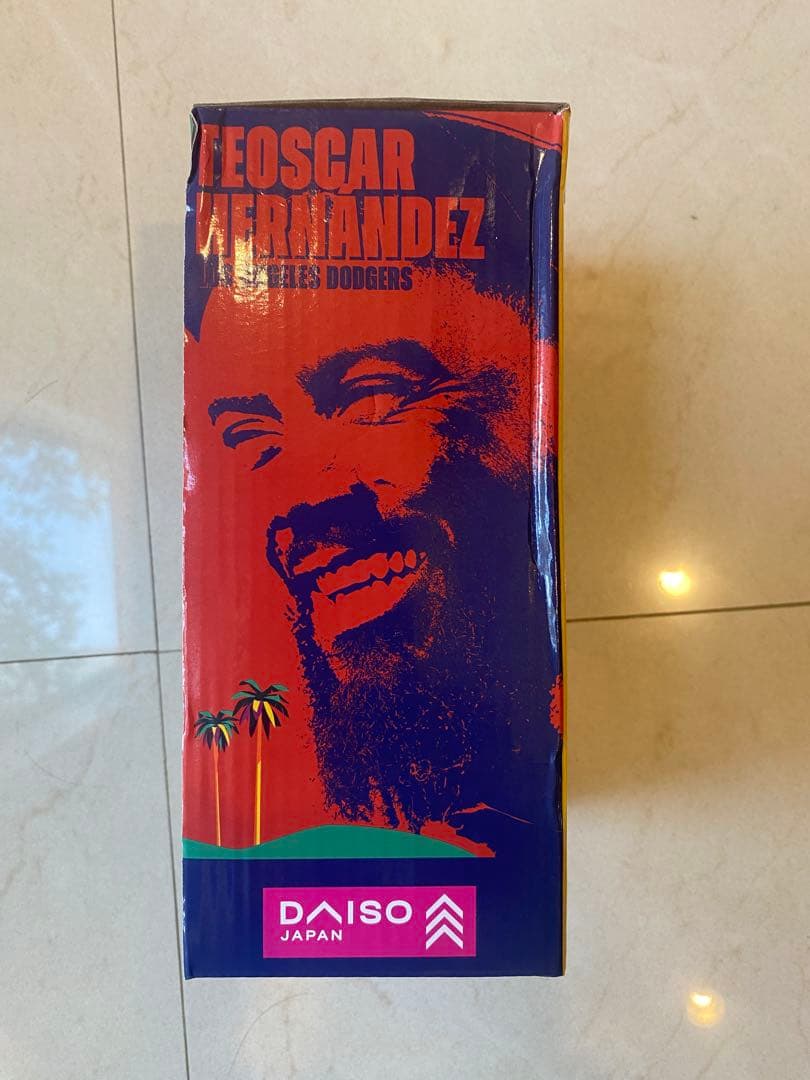 TEOSCAR
HERNÁNDEZ
LOS ANGELES DODGERS
DAISO
JAPAN